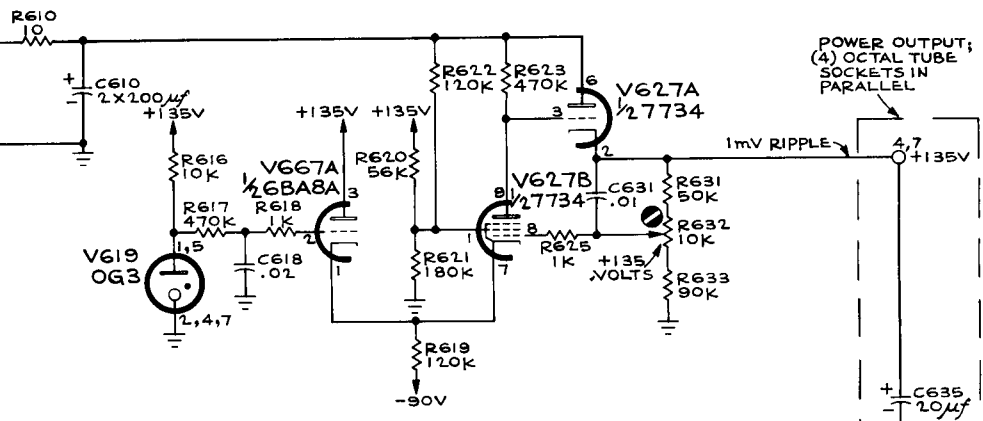 R610
10
+
-
C610
2X200µf
+135V
R616
10K
R617
470K
R618
1K
V667A
½6BA8A
+135V
3
2
1
V619
OG3
1,5
2,4,7
C618
.02
+135V
R620
56K
R621
180K
R619
120K
-90V
R622
120K
R623
470K
V627B
½7734
9
1
8
7
R625
1K
V627A
½7734
6
3
2
C631
.01
+135
VOLTS
R631
50K
R632
10K
R633
90K
1mV RIPPLE
POWER OUTPUT;
(4) OCTAL TUBE
SOCKETS IN
PARALLEL
4,7
+135V
+
-
C635
20µf